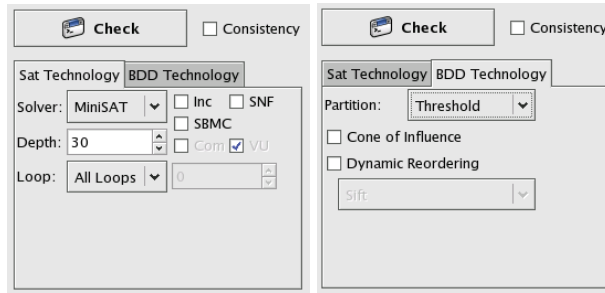 Check
Consistency
Sat Technology
BDD Technology
Solver:
MiniSAT
Inc
SNF
SBMC
Depth:
30
Com
VU
Loop:
All Loops
0
Check
Consistency
Sat Technology
BDD Technology
Partition:
Threshold
Cone of Influence
Dynamic Reordering
Sift